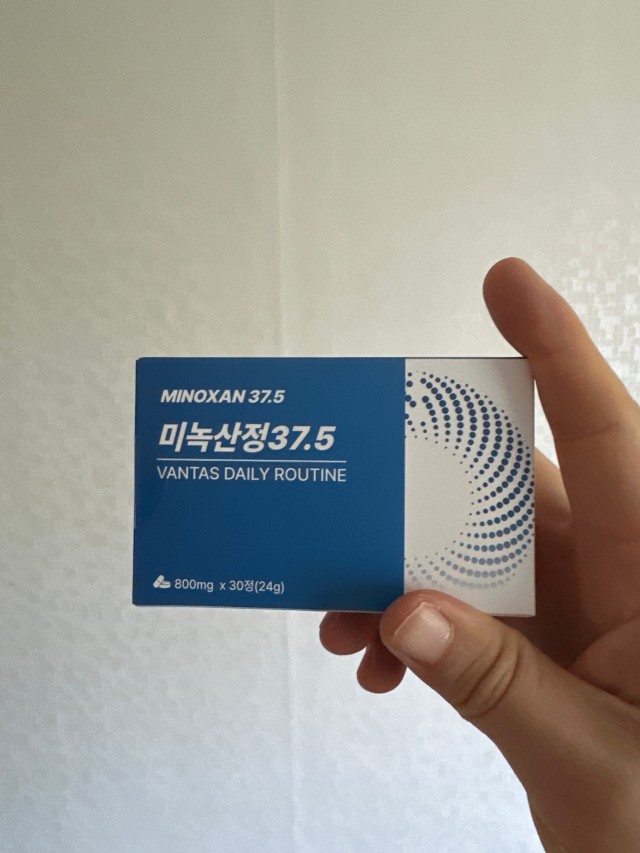 MINOXAN 37.5
미녹산정37.5
VANTAS DAILY ROUTINE
800mg x 30정(24g)